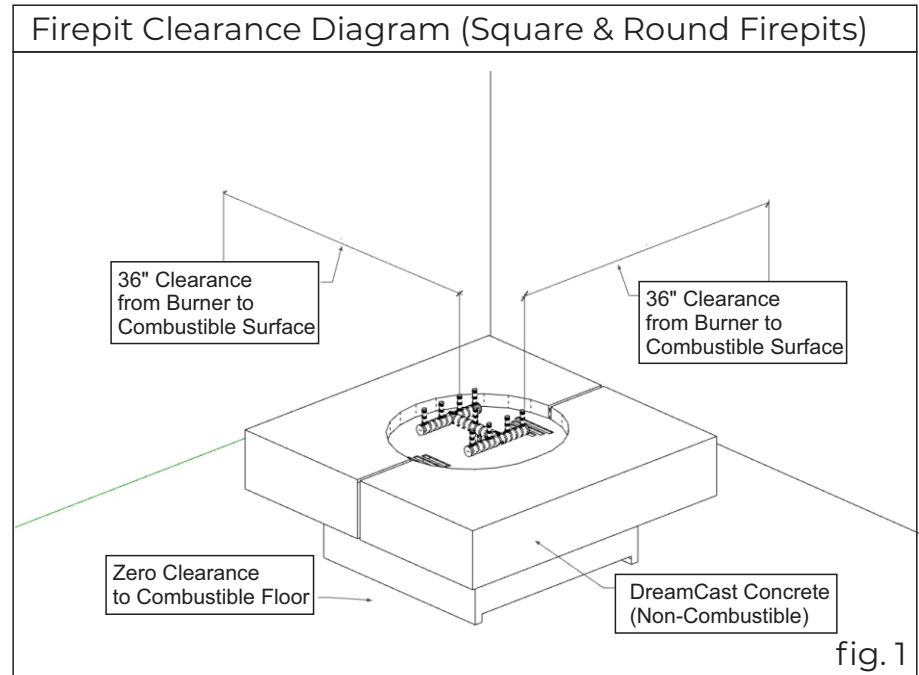 Firepit Clearance Diagram (Square & Round Firepits)
36" Clearance
from Burner to
Combustible Surface
36" Clearance
from Burner to
Combustible Surface
Zero Clearance
to Combustible Floor
DreamCast Concrete
(Non-Combustible)
fig. 1